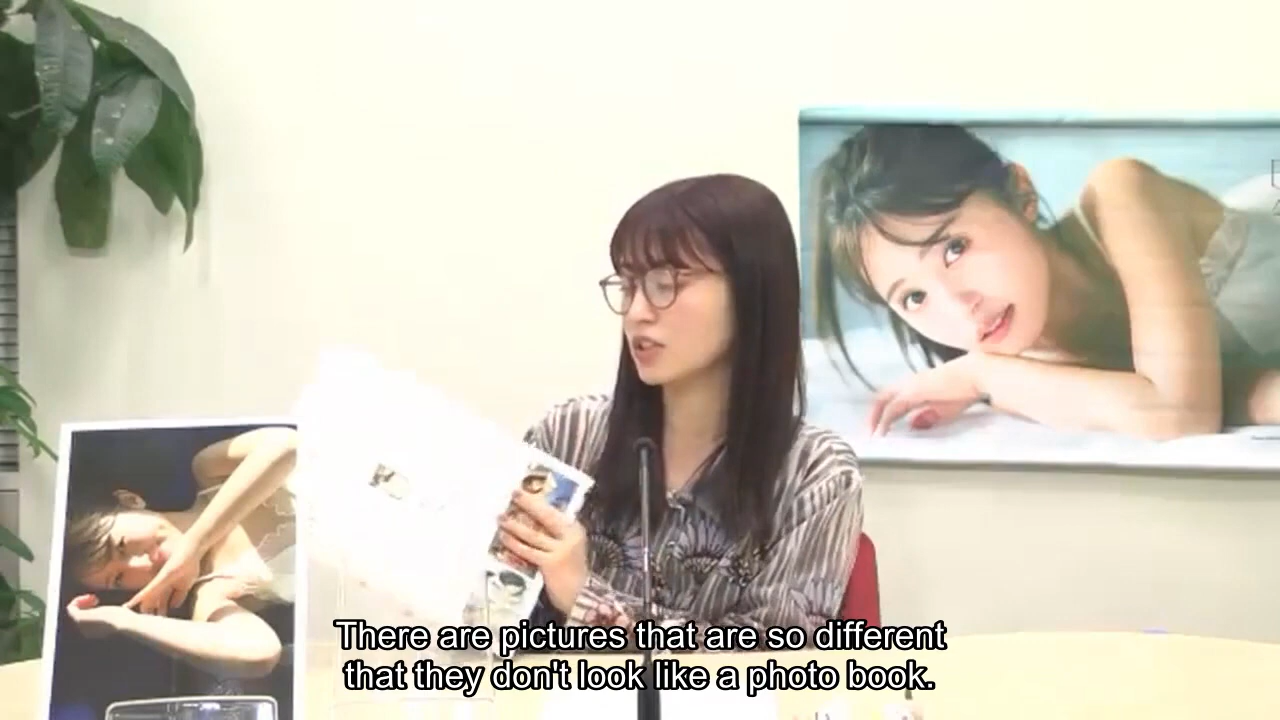 There are pictures that are so different
that they don't look like a photo book.